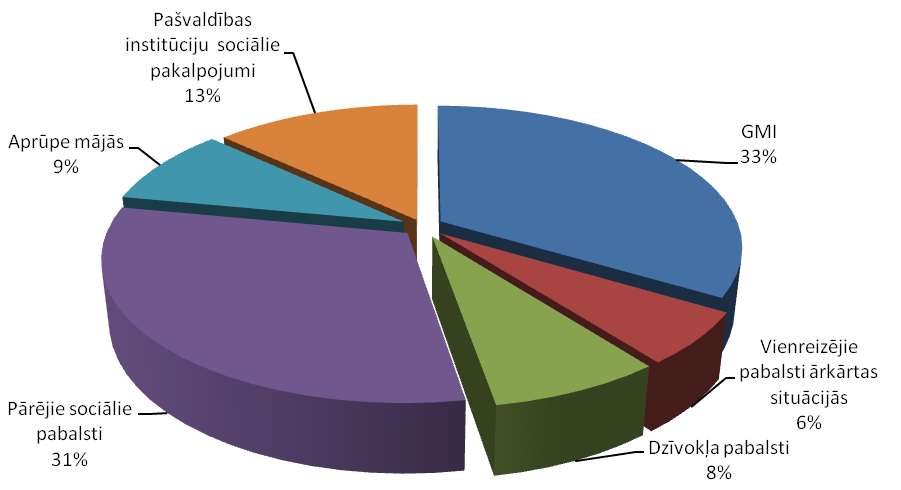 Pašvaldības
institūciju sociālie
pakalpojumi
13%
GMI
33%
Aprūpe mājās
9%
Vienreizējie
pabalsti ārkārtas
situācijās
6%
Pārējie sociālie
pabalsti
31%
Dzīvokļa pabalsti
8%